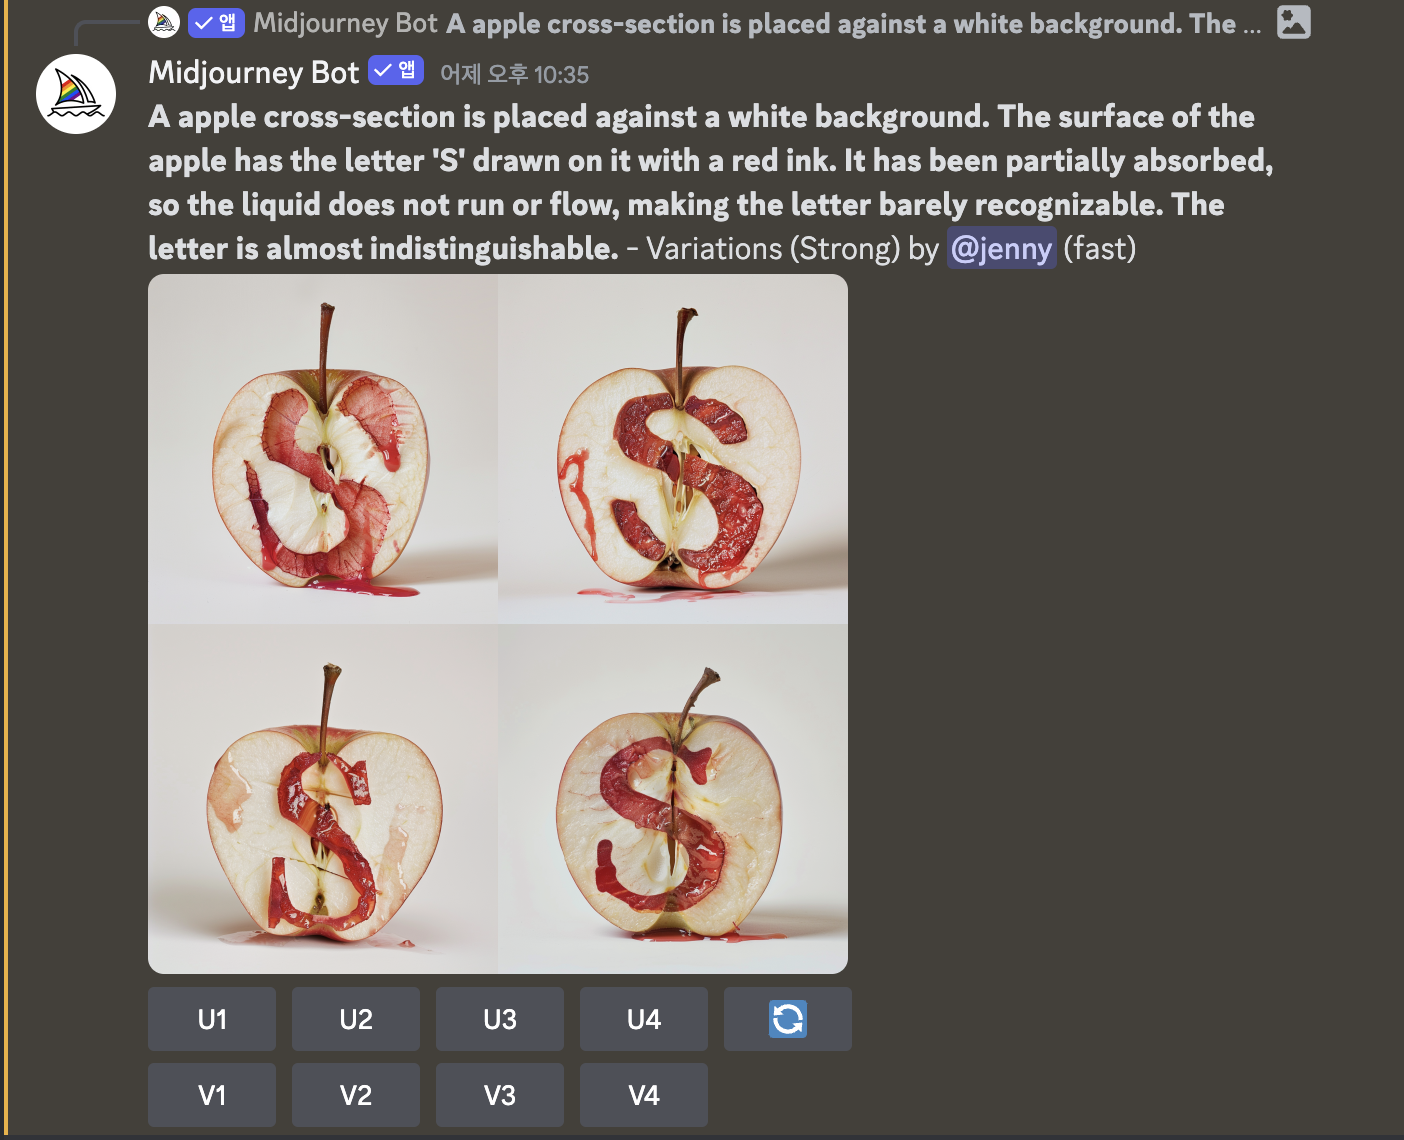 ✓ 앱 Midjourney Bot A apple cross-section is placed against a white background. The ...
Midjourney Bot ✓ 앱 어제 오후 10:35
A apple cross-section is placed against a white background. The surface of the
apple has the letter 'S' drawn on it with a red ink. It has been partially absorbed,
so the liquid does not run or flow, making the letter barely recognizable. The
letter is almost indistinguishable. - Variations (Strong) by @jenny (fast)
S S
S S
U1 U2 U3 U4
V1 V2 V3 V4